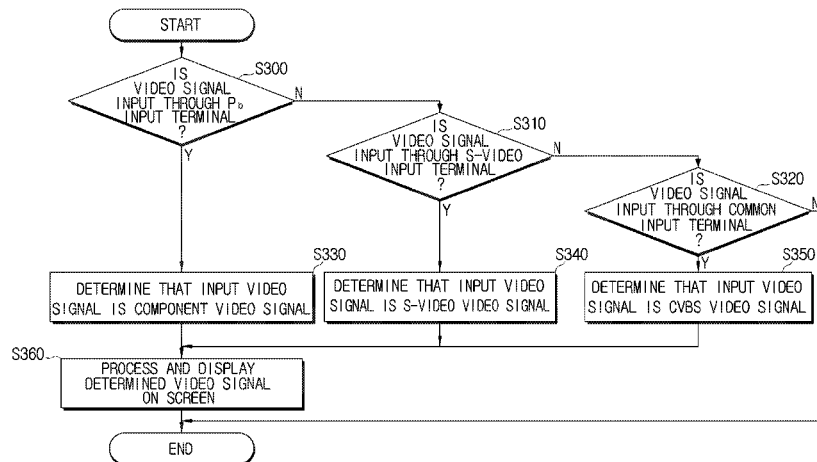 START
S300
IS
VIDEO SIGNAL
INPUT THROUGH Pb
INPUT TERMINAL
?
N
Y
S310
IS
VIDEO SIGNAL
INPUT THROUGH S-VIDEO
INPUT TERMINAL
?
N
Y
S320
IS
VIDEO SIGNAL
INPUT THROUGH COMMON
INPUT TERMINAL
?
N
Y
S330
DETERMINE THAT INPUT VIDEO
SIGNAL IS COMPONENT VIDEO SIGNAL
S340
DETERMINE THAT INPUT VIDEO
SIGNAL IS S-VIDEO VIDEO SIGNAL
S350
DETERMINE THAT INPUT VIDEO
SIGNAL IS CVBS VIDEO SIGNAL
S360
PROCESS AND DISPLAY
DETERMINED VIDEO SIGNAL
ON SCREEN
END